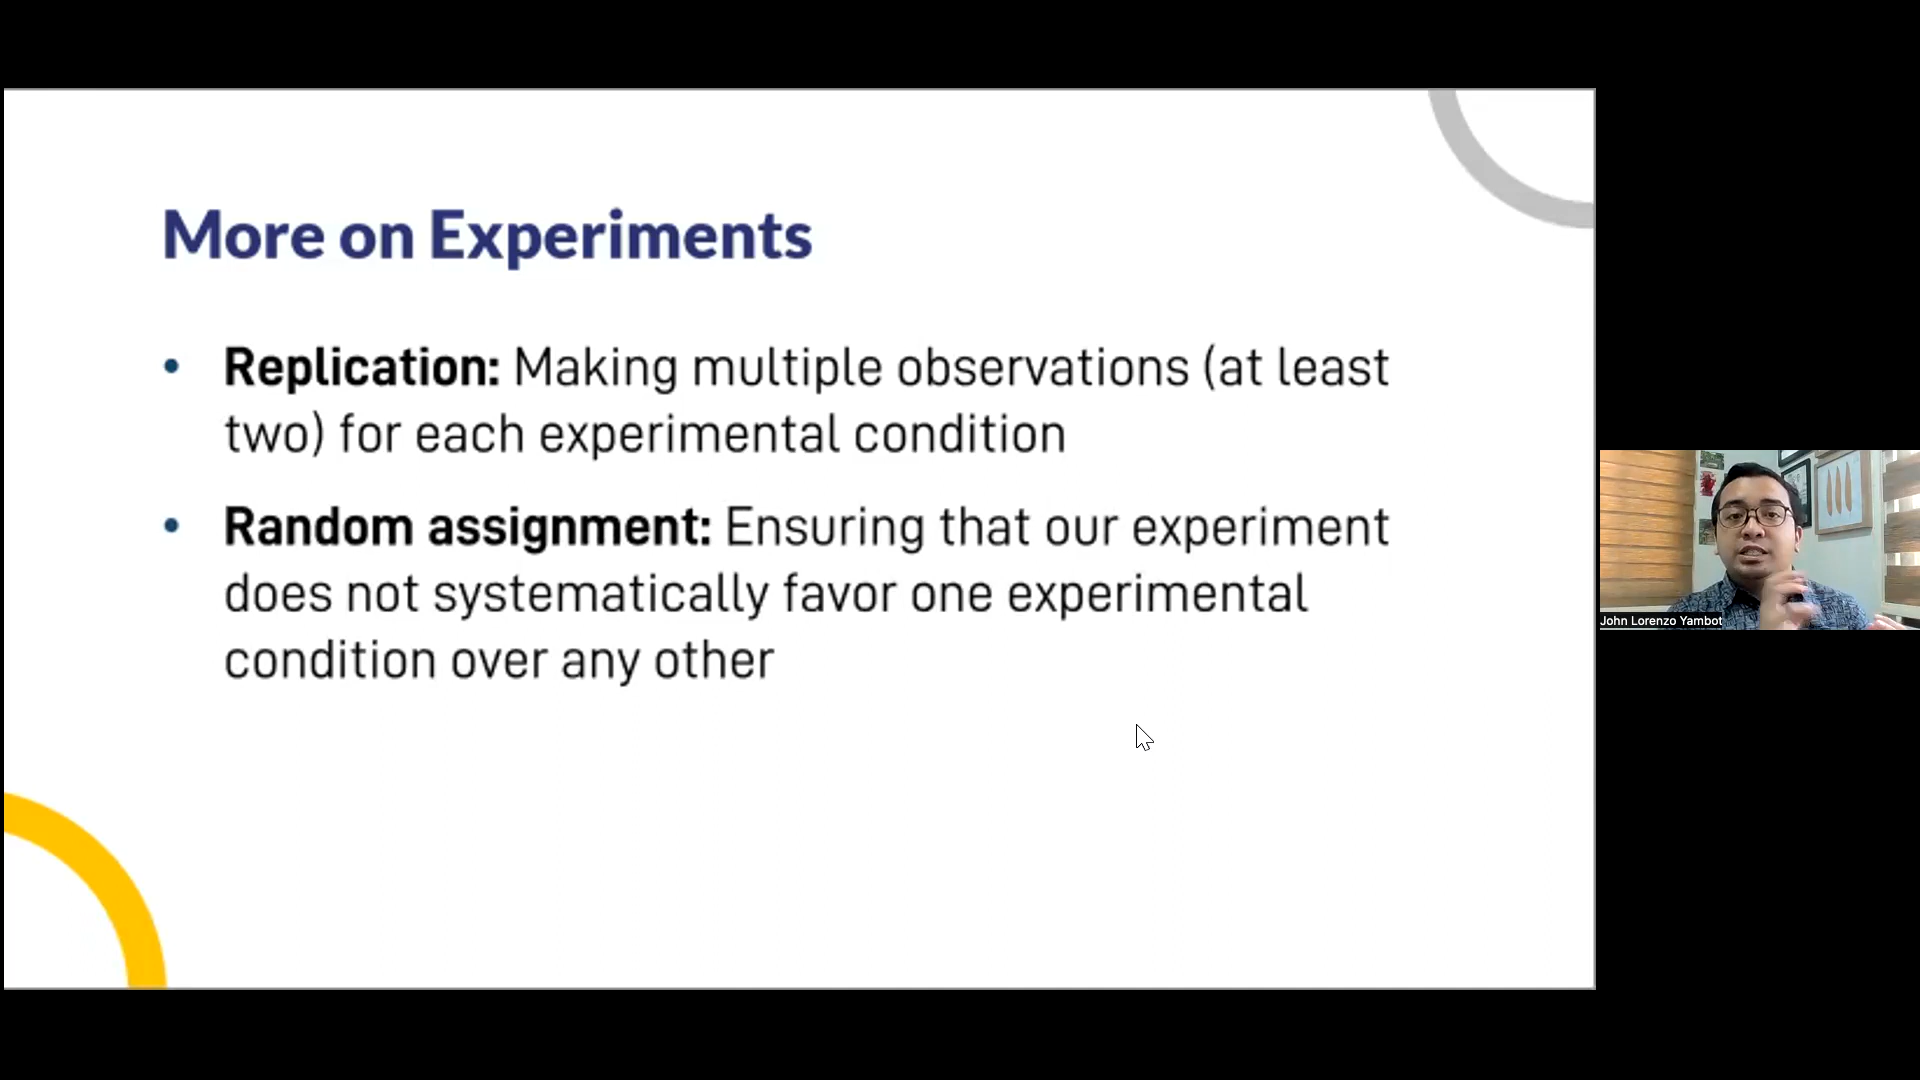 More on Experiments
• Replication: Making multiple observations (at least
two) for each experimental condition
• Random assignment: Ensuring that our experiment
does not systematically favor one experimental
condition over any other
John Lorenzo Yambot